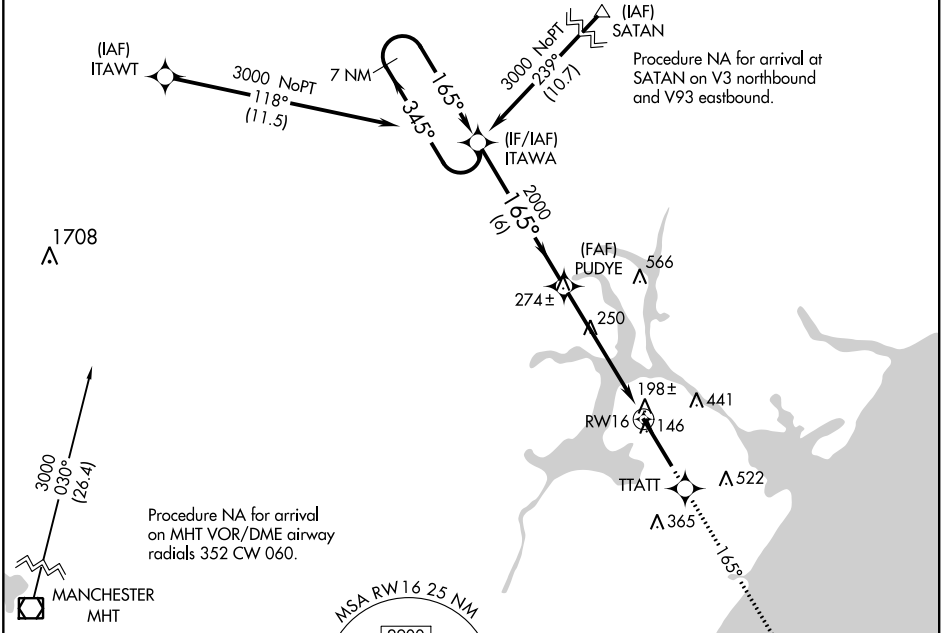 (IAF)
SATAN
(IAF)
ITAWT
3000 NoPT
118°
(11.5)
7 NM
165°
345°
3000 NoPT
239°
(10.7)
Procedure NA for arrival at
SATAN on V3 northbound
and V93 eastbound.
(IF/IAF)
ITAWA
2000
165°
(6)
1708
(FAF)
PUDYE
566
274±
250
198±
441
RW16
146
TTATT
522
365
165°
3000
030°
(26.4)
Procedure NA for arrival
on MHT VOR/DME airway
radials 352 CW 060.
MANCHESTER
MHT
MSA RW16 25 NM